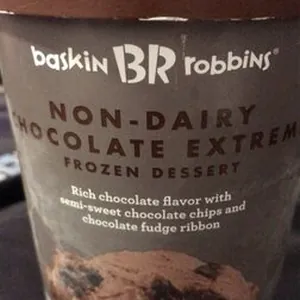 baskin BR robbins®
NON-DAIRY
CHOCOLATE EXTREM
FROZEN DESSERT
Rich chocolate flavor with
semi-sweet chocolate chips and
chocolate fudge ribbon